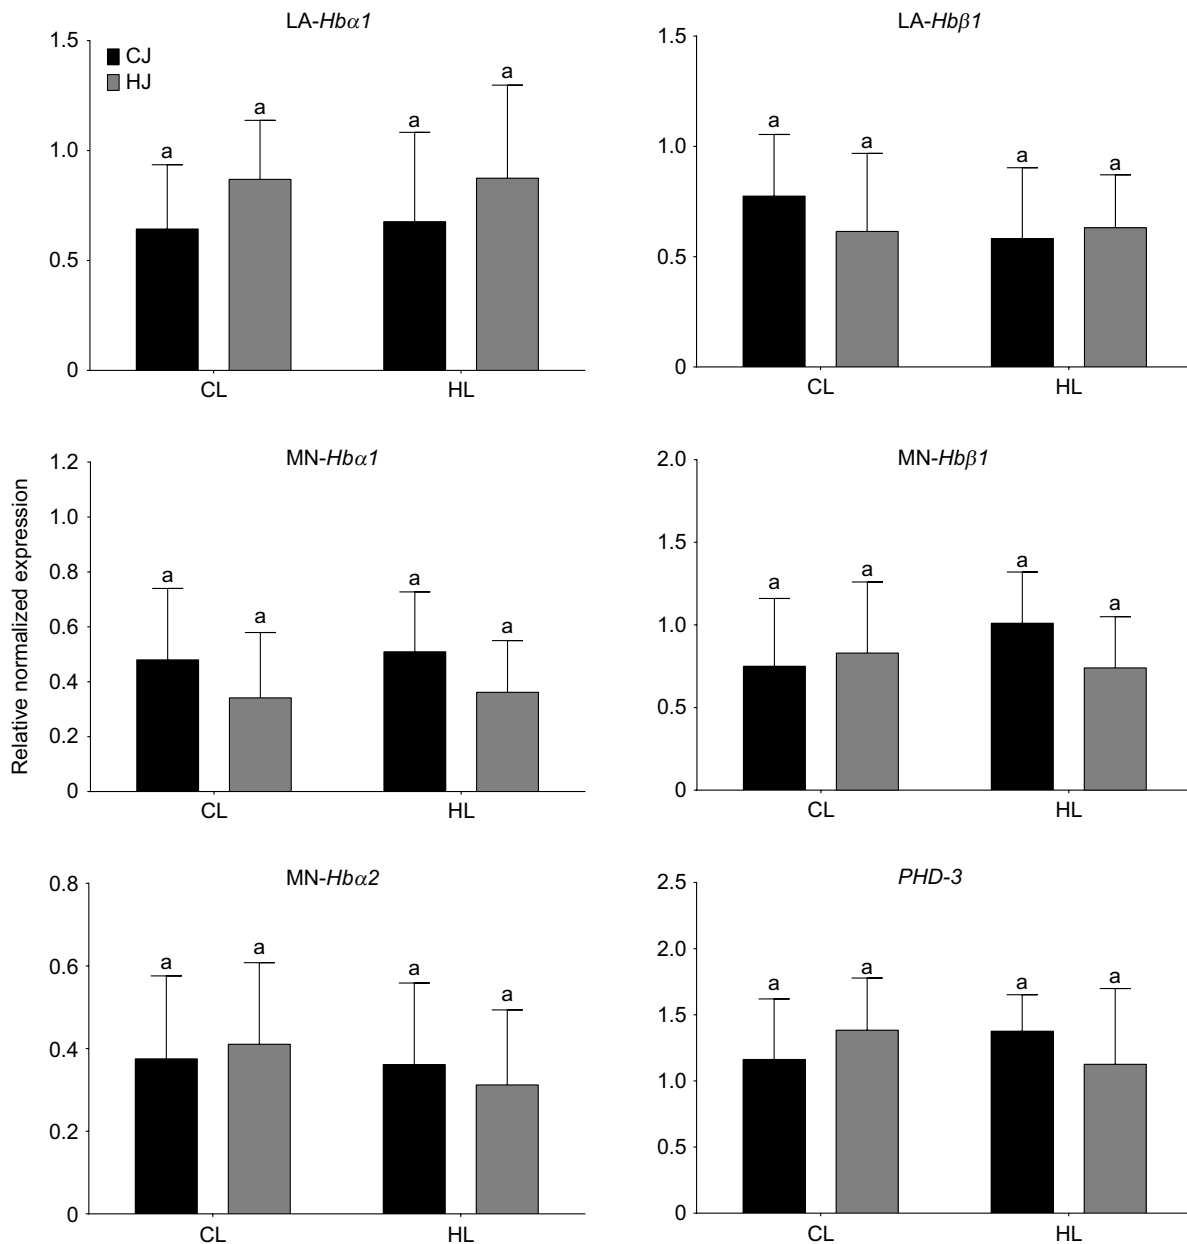 LA-Hbα1
1.5
1.0
0.5
0
CJ
HJ
a
a
a
a
CL
HL
LA-Hbβ1
1.5
1.0
0.5
0
a
a
a
a
CL
HL
Relative normalized expression
MN-Hbα1
1.2
1.0
0.8
0.6
0.4
0.2
0
a
a
a
a
CL
HL
MN-Hbβ1
2.0
1.5
1.0
0.5
0
a
a
a
a
CL
HL
MN-Hbα2
0.8
0.6
0.4
0.2
0
a
a
a
a
CL
HL
PHD-3
2.5
2.0
1.5
1.0
0.5
0
a
a
a
a
CL
HL